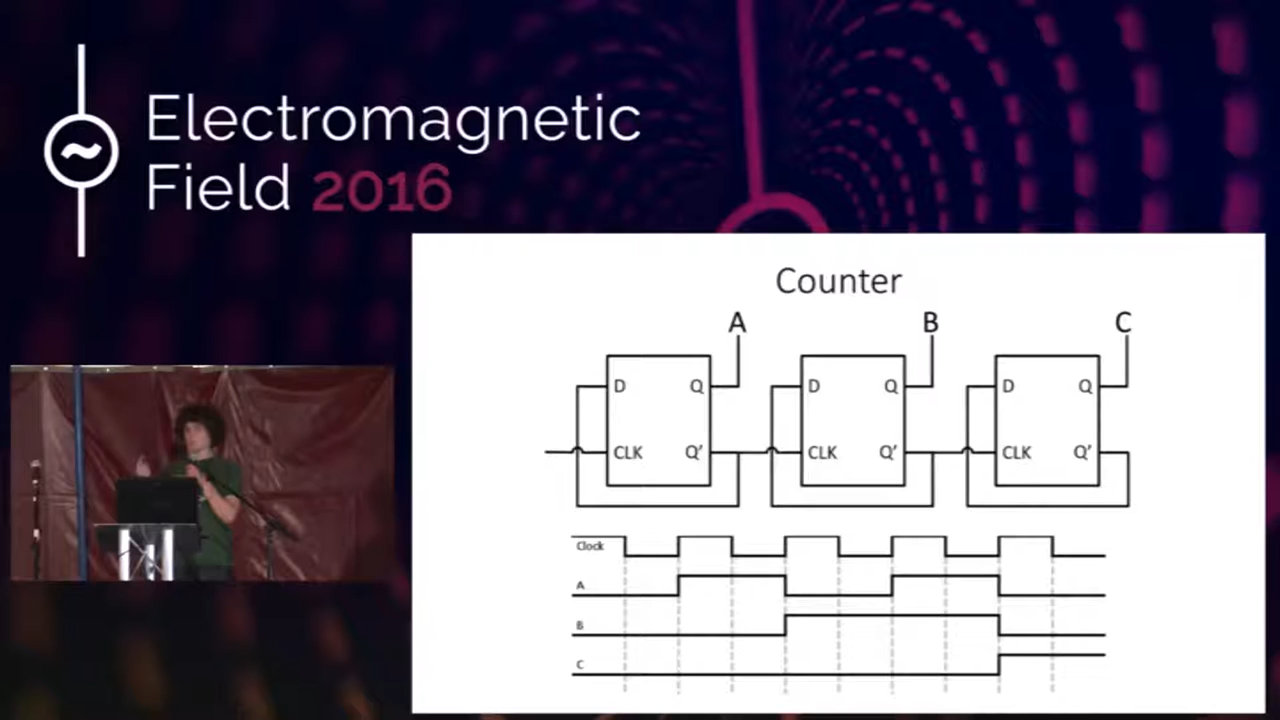 Electromagnetic
Field 2016
Counter
A B C
D Q D Q D Q
CLK Q' CLK Q' CLK Q'
Clock
A
B
C